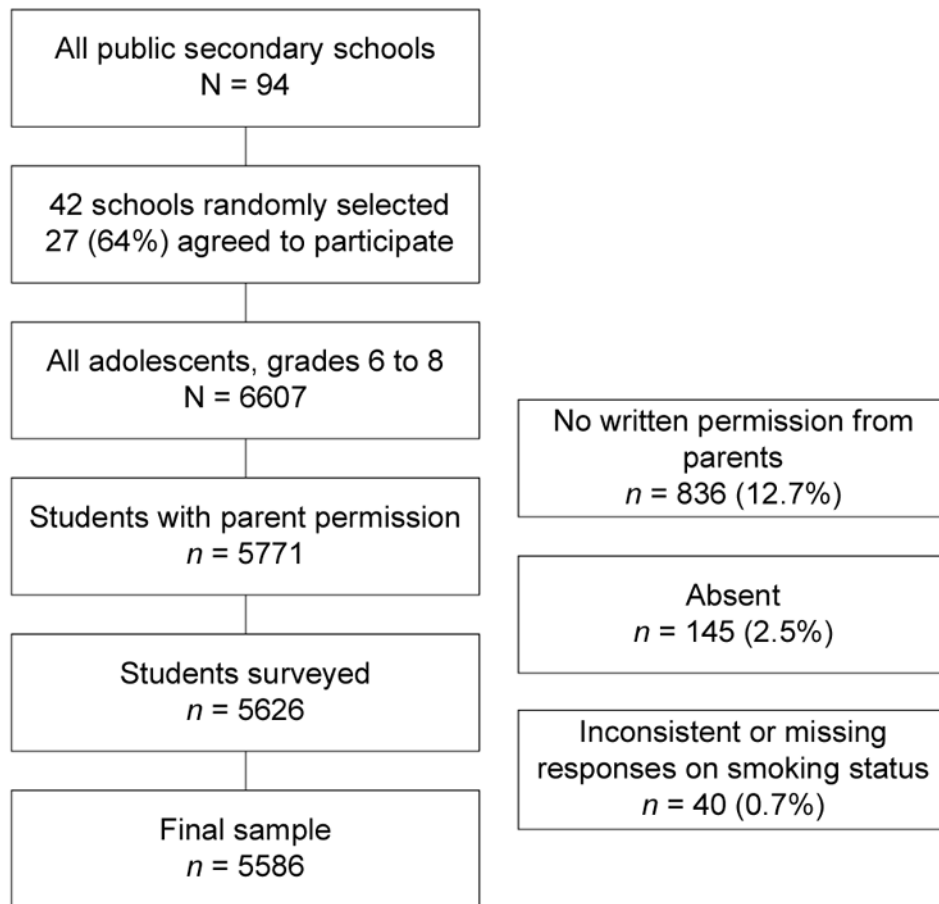 All public secondary schools
N = 94
42 schools randomly selected
27 (64%) agreed to participate
All adolescents, grades 6 to 8
N = 6607
No written permission from
parents
n = 836 (12.7%)
Students with parent permission
n = 5771
Absent
n = 145 (2.5%)
Students surveyed
n = 5626
Inconsistent or missing
responses on smoking status
n = 40 (0.7%)
Final sample
n = 5586